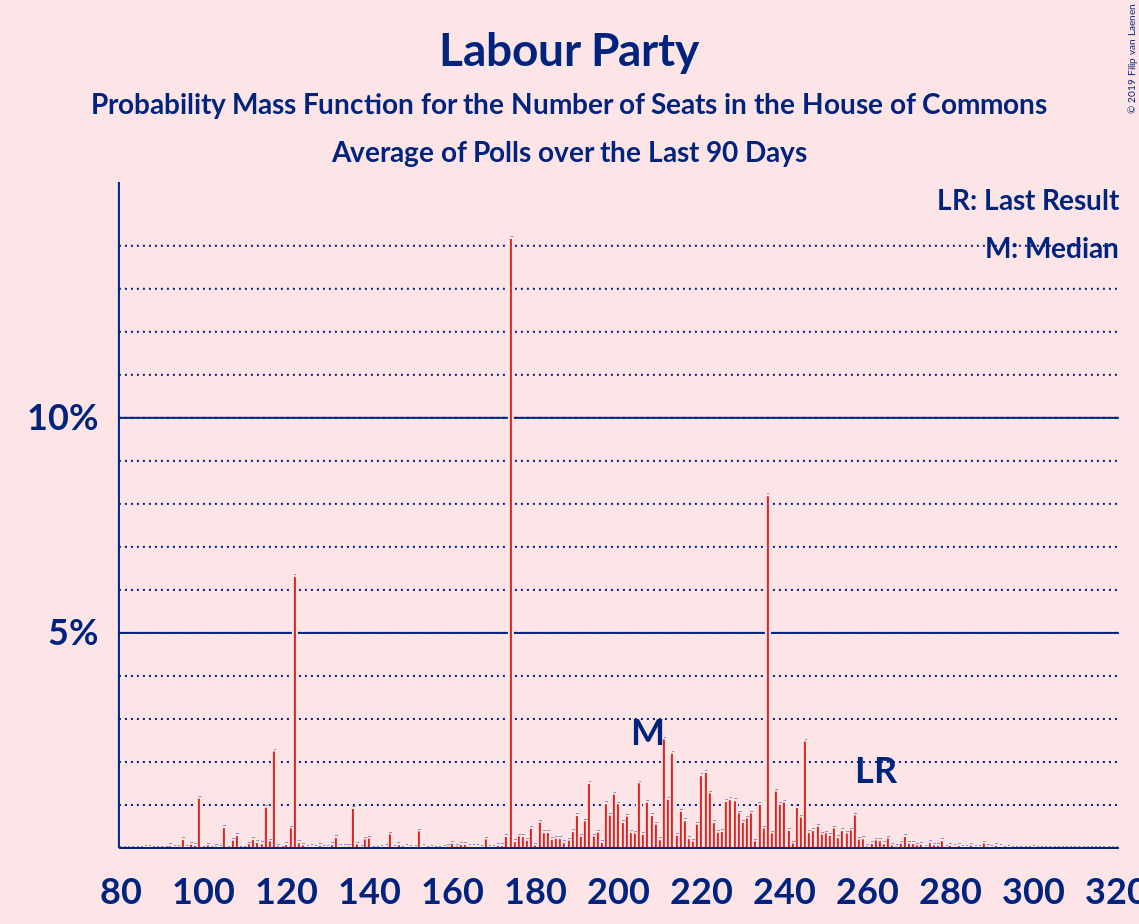 Labour Party
Probability Mass Function for the Number of Seats in the House of Commons
Average of Polls over the Last 90 Days
© 2019 Filip van Laenen
LR: Last Result
M: Median
10%
5%
M
LR
80 100 120 140 160 180 200 220 240 260 280 300 320